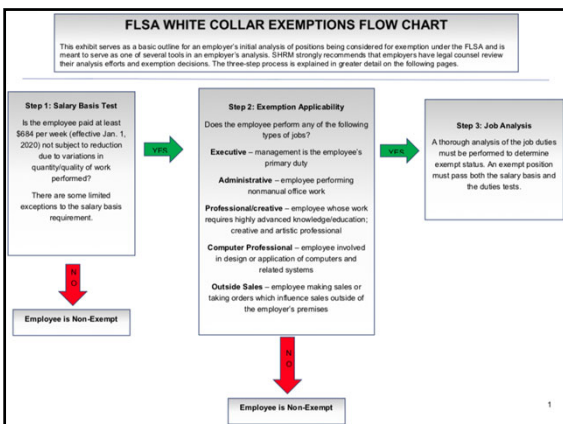 FLSA WHITE COLLAR EXEMPTIONS FLOW CHART
This exhibit serves as a basic outline for an employer's initial analysis of positions being considered for exemption under the FLSA and is
meant to serve as one of several tools in an employer's analysis. SHRM strongly recommends that employers have legal counsel review
their analysis efforts and exemption decisions. The three-step process is explained in greater detail on the following pages.
Step 1: Salary Basis Test
Is the employee paid at least
$684 per week (effective Jan. 1,
2020) not subject to reduction
due to variations in
quantity/quality of work
performed?
There are some limited
exceptions to the salary basis
requirement.
YES
NO
Employee is Non-Exempt
Step 2: Exemption Applicability
Does the employee perform any of the following
types of jobs?
Executive – management is the employee's
primary duty
Administrative – employee performing
nonmanual office work
Professional/creative – employee whose work
requires highly advanced knowledge/education;
creative and artistic professional
Computer Professional – employee involved
in design or application of computers and
related systems
Outside Sales – employee making sales or
taking orders which influence sales outside of
the employer's premises
YES
NO
Employee is Non-Exempt
Step 3: Job Analysis
A thorough analysis of the job duties
must be performed to determine
exempt status. An exempt position
must pass both the salary basis and
the duties tests.
1